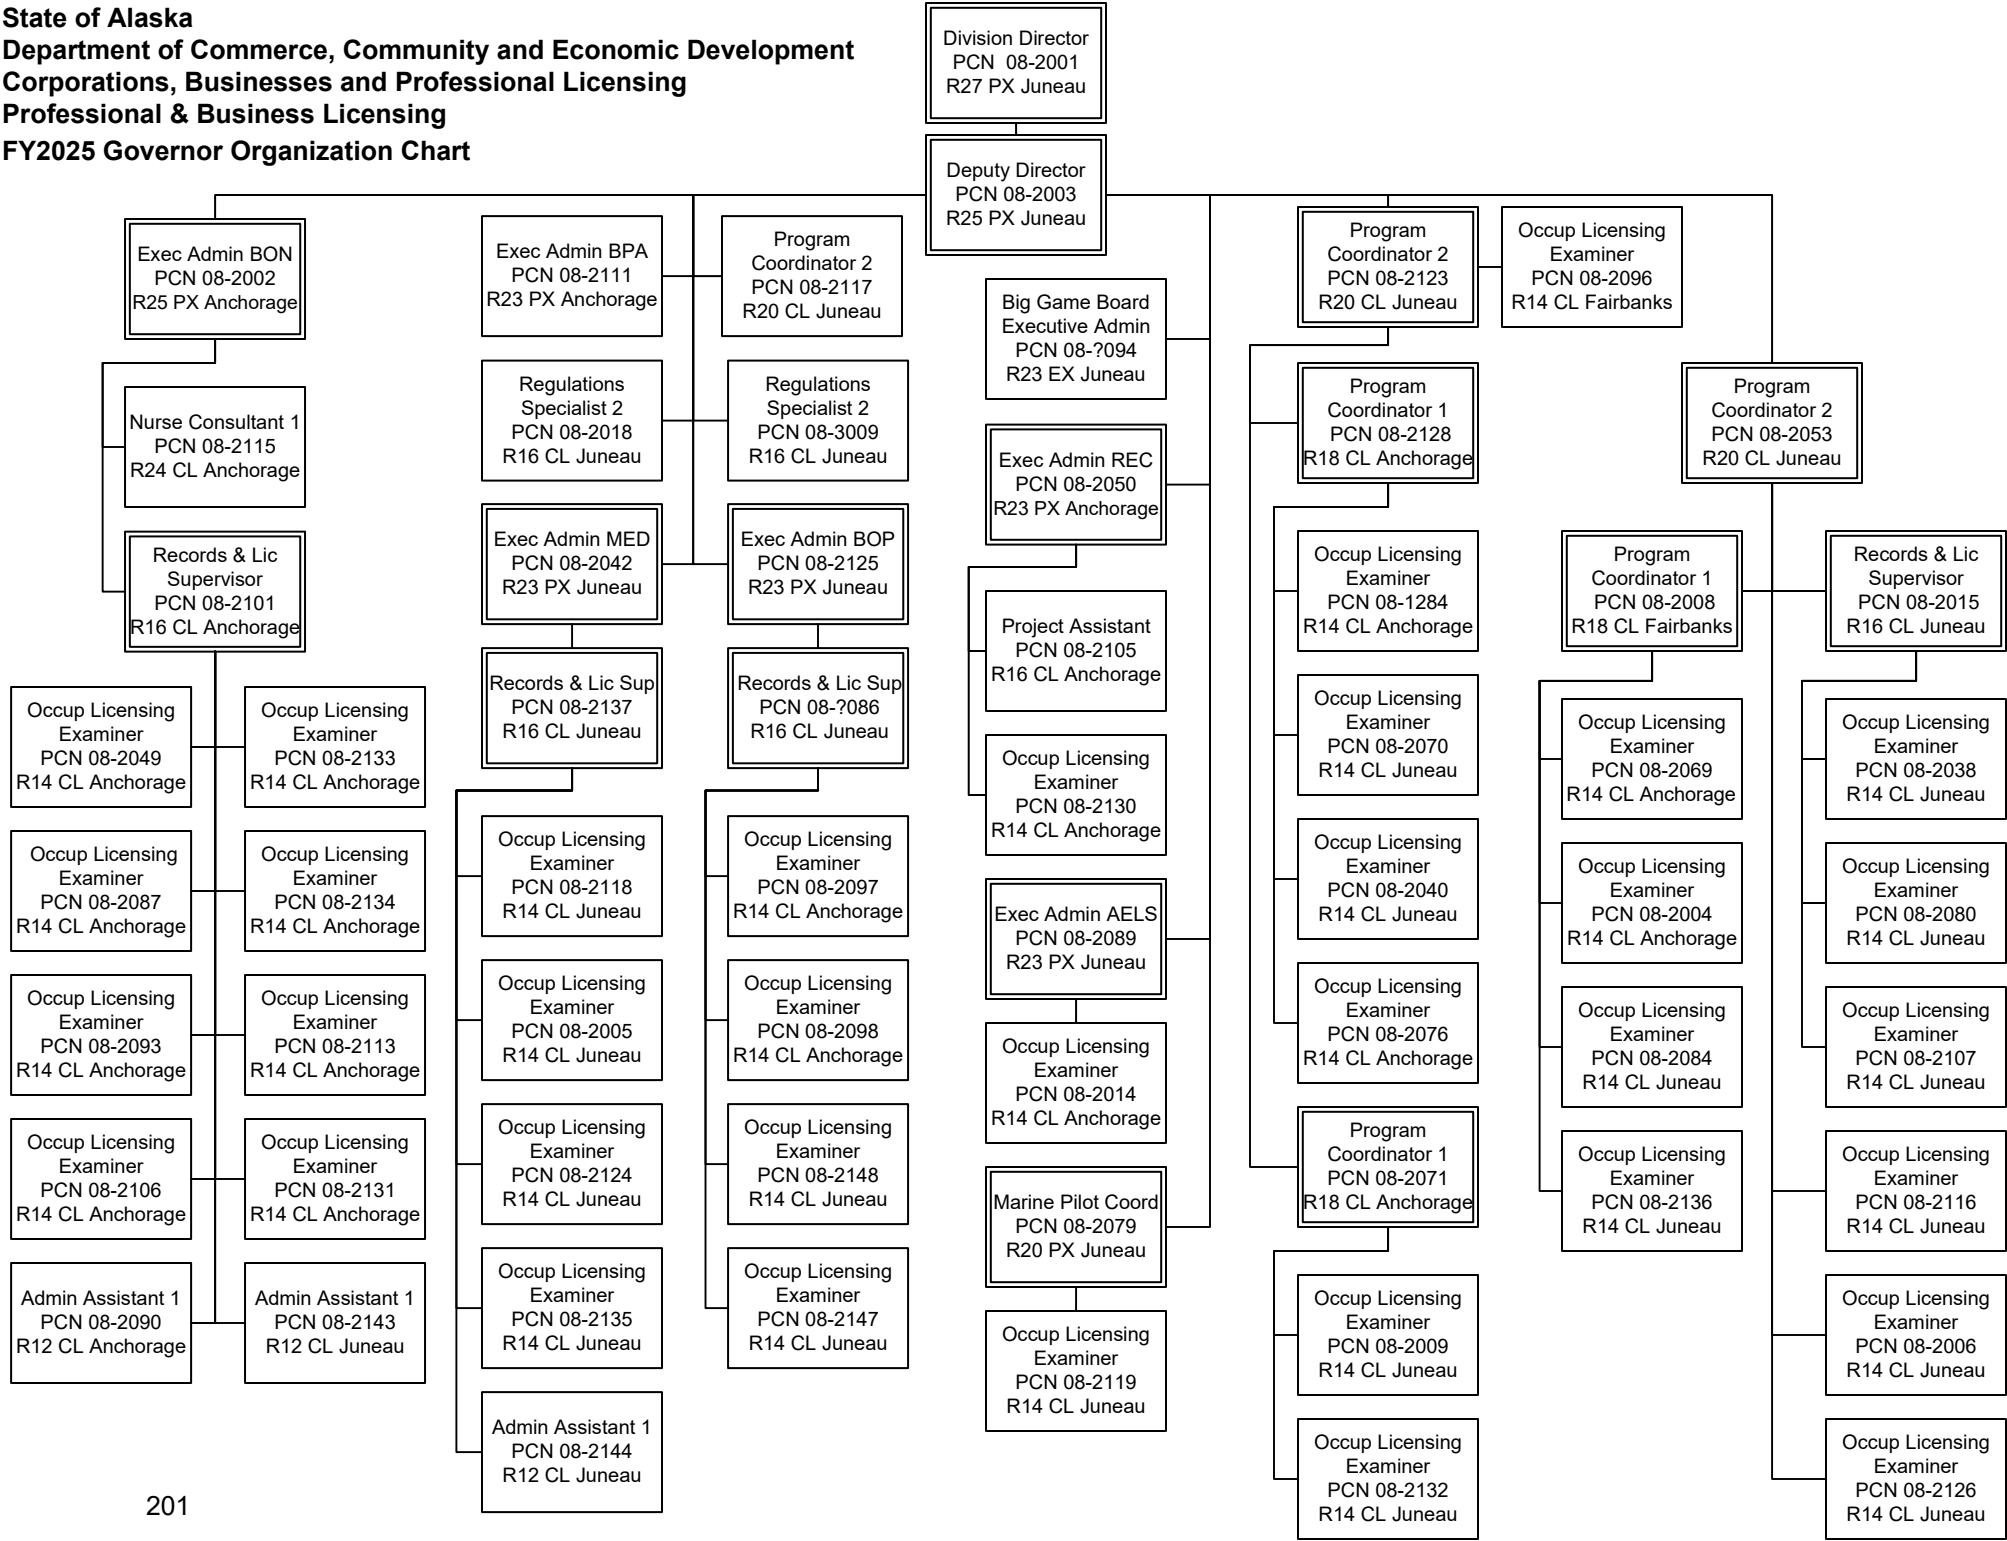 State of Alaska
Department of Commerce, Community and Economic Development
Corporations, Businesses and Professional Licensing
Professional & Business Licensing
FY2025 Governor Organization Chart
Division Director
PCN 08-2001
R27 PX Juneau
Deputy Director
PCN 08-2003
R25 PX Juneau
Exec Admin BON
PCN 08-2002
R25 PX Anchorage
Nurse Consultant 1
PCN 08-2115
R24 CL Anchorage
Records & Lic
Supervisor
PCN 08-2101
R16 CL Anchorage
Occup Licensing
Examiner
PCN 08-2049
R14 CL Anchorage
Occup Licensing
Examiner
PCN 08-2133
R14 CL Anchorage
Occup Licensing
Examiner
PCN 08-2087
R14 CL Anchorage
Occup Licensing
Examiner
PCN 08-2134
R14 CL Anchorage
Occup Licensing
Examiner
PCN 08-2093
R14 CL Anchorage
Occup Licensing
Examiner
PCN 08-2113
R14 CL Anchorage
Occup Licensing
Examiner
PCN 08-2106
R14 CL Anchorage
Occup Licensing
Examiner
PCN 08-2131
R14 CL Anchorage
Admin Assistant 1
PCN 08-2090
R12 CL Anchorage
Admin Assistant 1
PCN 08-2143
R12 CL Juneau
Exec Admin BPA
PCN 08-2111
R23 PX Anchorage
Program
Coordinator 2
PCN 08-2117
R20 CL Juneau
Regulations
Specialist 2
PCN 08-2018
R16 CL Juneau
Regulations
Specialist 2
PCN 08-3009
R16 CL Juneau
Exec Admin MED
PCN 08-2042
R23 PX Juneau
Exec Admin BOP
PCN 08-2125
R23 PX Juneau
Records & Lic Sup
PCN 08-2137
R16 CL Juneau
Records & Lic Sup
PCN 08-?086
R16 CL Juneau
Occup Licensing
Examiner
PCN 08-2118
R14 CL Juneau
Occup Licensing
Examiner
PCN 08-2005
R14 CL Juneau
Occup Licensing
Examiner
PCN 08-2124
R14 CL Juneau
Occup Licensing
Examiner
PCN 08-2135
R14 CL Juneau
Admin Assistant 1
PCN 08-2144
R12 CL Juneau
Occup Licensing
Examiner
PCN 08-2097
R14 CL Anchorage
Occup Licensing
Examiner
PCN 08-2098
R14 CL Anchorage
Occup Licensing
Examiner
PCN 08-2148
R14 CL Juneau
Occup Licensing
Examiner
PCN 08-2147
R14 CL Juneau
Big Game Board
Executive Admin
PCN 08-?094
R23 EX Juneau
Exec Admin REC
PCN 08-2050
R23 PX Anchorage
Project Assistant
PCN 08-2105
R16 CL Anchorage
Occup Licensing
Examiner
PCN 08-2130
R14 CL Anchorage
Exec Admin AELS
PCN 08-2089
R23 PX Juneau
Occup Licensing
Examiner
PCN 08-2014
R14 CL Anchorage
Marine Pilot Coord
PCN 08-2079
R20 PX Juneau
Occup Licensing
Examiner
PCN 08-2119
R14 CL Juneau
Program
Coordinator 2
PCN 08-2123
R20 CL Juneau
Occup Licensing
Examiner
PCN 08-2096
R14 CL Fairbanks
Program
Coordinator 1
PCN 08-2128
R18 CL Anchorage
Occup Licensing
Examiner
PCN 08-1284
R14 CL Anchorage
Occup Licensing
Examiner
PCN 08-2070
R14 CL Juneau
Occup Licensing
Examiner
PCN 08-2040
R14 CL Juneau
Occup Licensing
Examiner
PCN 08-2076
R14 CL Anchorage
Program
Coordinator 1
PCN 08-2071
R18 CL Anchorage
Occup Licensing
Examiner
PCN 08-2009
R14 CL Juneau
Occup Licensing
Examiner
PCN 08-2132
R14 CL Juneau
Program
Coordinator 2
PCN 08-2053
R20 CL Juneau
Program
Coordinator 1
PCN 08-2008
R18 CL Fairbanks
Records & Lic
Supervisor
PCN 08-2015
R16 CL Juneau
Occup Licensing
Examiner
PCN 08-2069
R14 CL Anchorage
Occup Licensing
Examiner
PCN 08-2004
R14 CL Anchorage
Occup Licensing
Examiner
PCN 08-2084
R14 CL Juneau
Occup Licensing
Examiner
PCN 08-2136
R14 CL Juneau
Occup Licensing
Examiner
PCN 08-2038
R14 CL Juneau
Occup Licensing
Examiner
PCN 08-2080
R14 CL Juneau
Occup Licensing
Examiner
PCN 08-2107
R14 CL Juneau
Occup Licensing
Examiner
PCN 08-2116
R14 CL Juneau
Occup Licensing
Examiner
PCN 08-2006
R14 CL Juneau
Occup Licensing
Examiner
PCN 08-2126
R14 CL Juneau
201